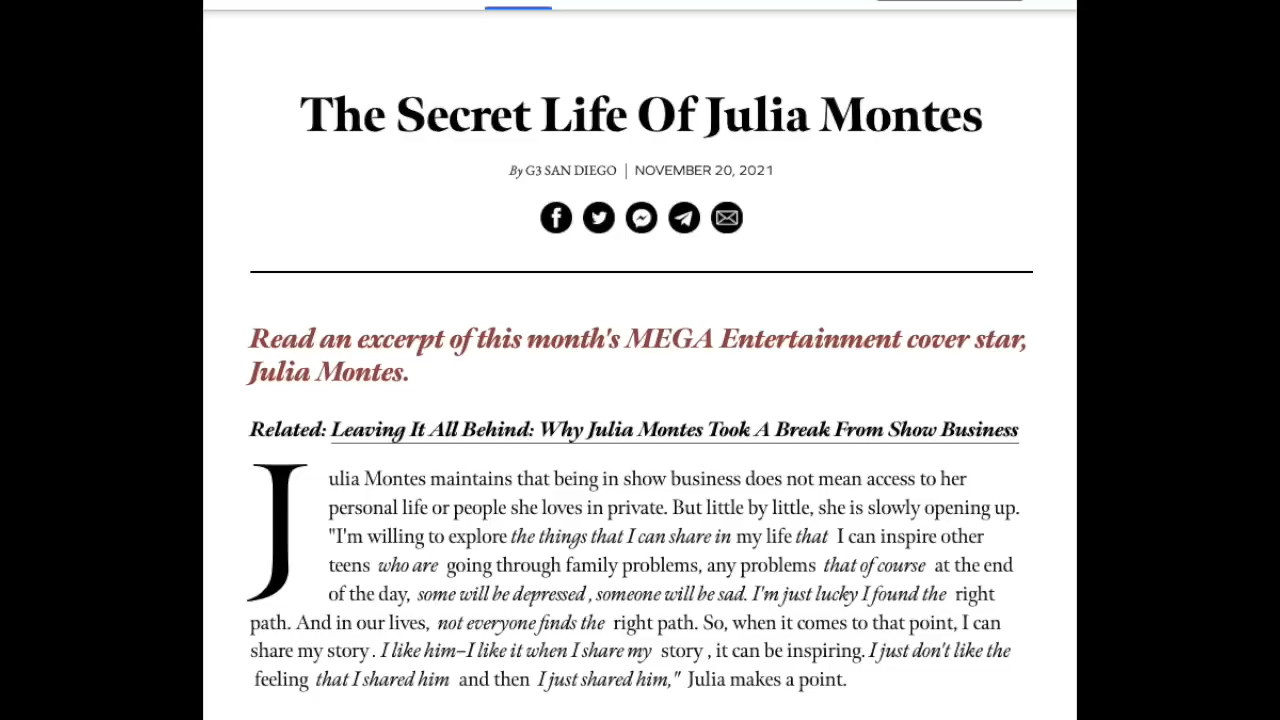 The Secret Life Of Julia Montes
By G3 SAN DIEGO | NOVEMBER 20, 2021
Read an excerpt of this month's MEGA Entertainment cover star,
Julia Montes.
Related: Leaving It All Behind: Why Julia Montes Took A Break From Show Business
Julia Montes maintains that being in show business does not mean access to her
personal life or people she loves in private. But little by little, she is slowly opening up.
"I'm willing to explore the things that I can share in my life that I can inspire other
teens who are going through family problems, any problems that of course at the end
of the day, some will be depressed, someone will be sad. I'm just lucky I found the right
path. And in our lives, not everyone finds the right path. So, when it comes to that point, I can
share my story. I like him–I like it when I share my story , it can be inspiring. I just don't like the
feeling that I shared him and then I just shared him," Julia makes a point.